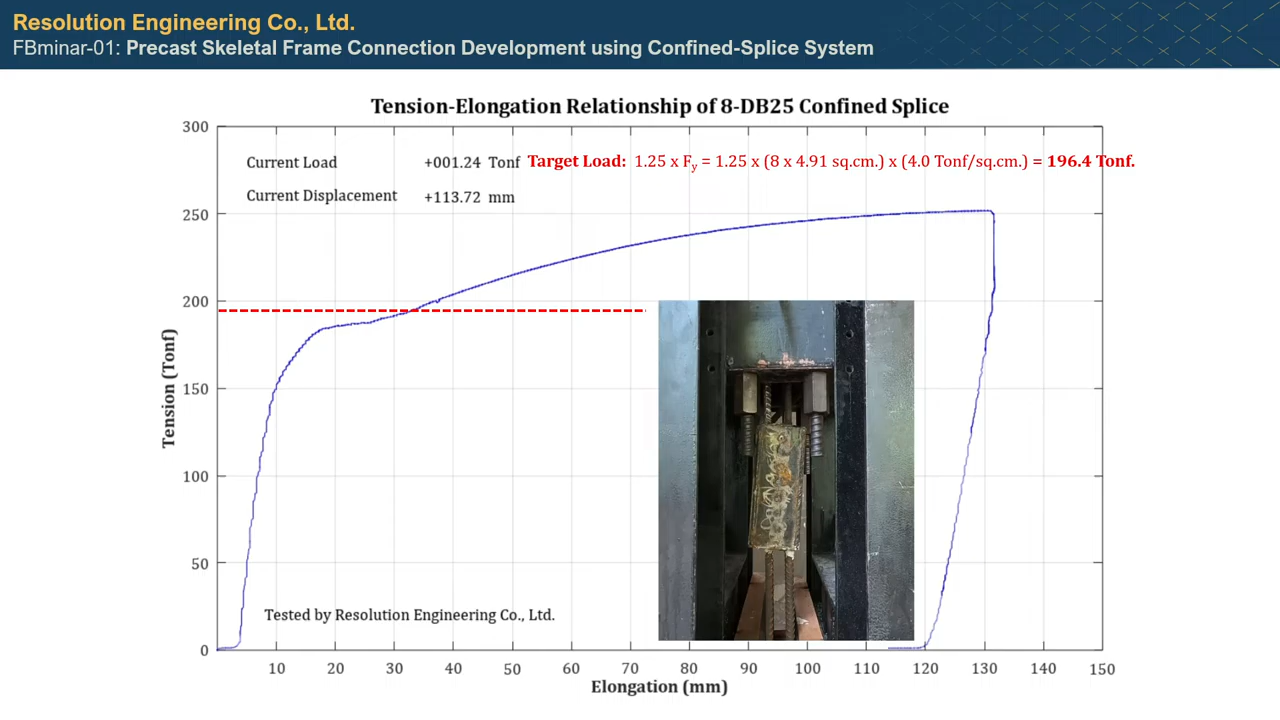 Resolution Engineering Co., Ltd.
FBminar-01: Precast Skeletal Frame Connection Development using Confined-Splice System
Tension-Elongation Relationship of 8-DB25 Confined Splice
Current Load +001.24 Tonf Target Load: 1.25 x Fy = 1.25 x (8 x 4.91 sq.cm.) x (4.0 Tonf/sq.cm.) = 196.4 Tonf.
Current Displacement +113.72 mm
Tension (Tonf)
300
250
200
150
100
50
0
Tested by Resolution Engineering Co., Ltd.
10 20 30 40 50 60 70 80 90 100 110 120 130 140 150
Elongation (mm)